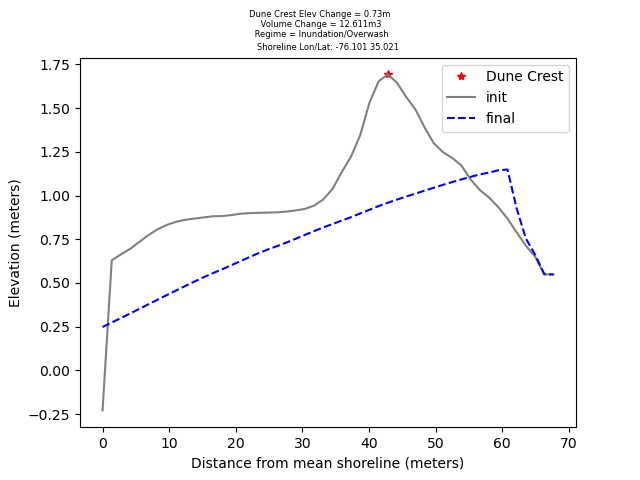 Dune Crest Elev Change = 0.73m
Volume Change = 12.611m3
Regime = Inundation/Overwash
Shoreline Lon/Lat: -76.101 35.021
Dune Crest
init
final
1.75
1.50
1.25
1.00
0.75
0.50
0.25
0.00
−0.25
Elevation (meters)
0 10 20 30 40 50 60 70
Distance from mean shoreline (meters)